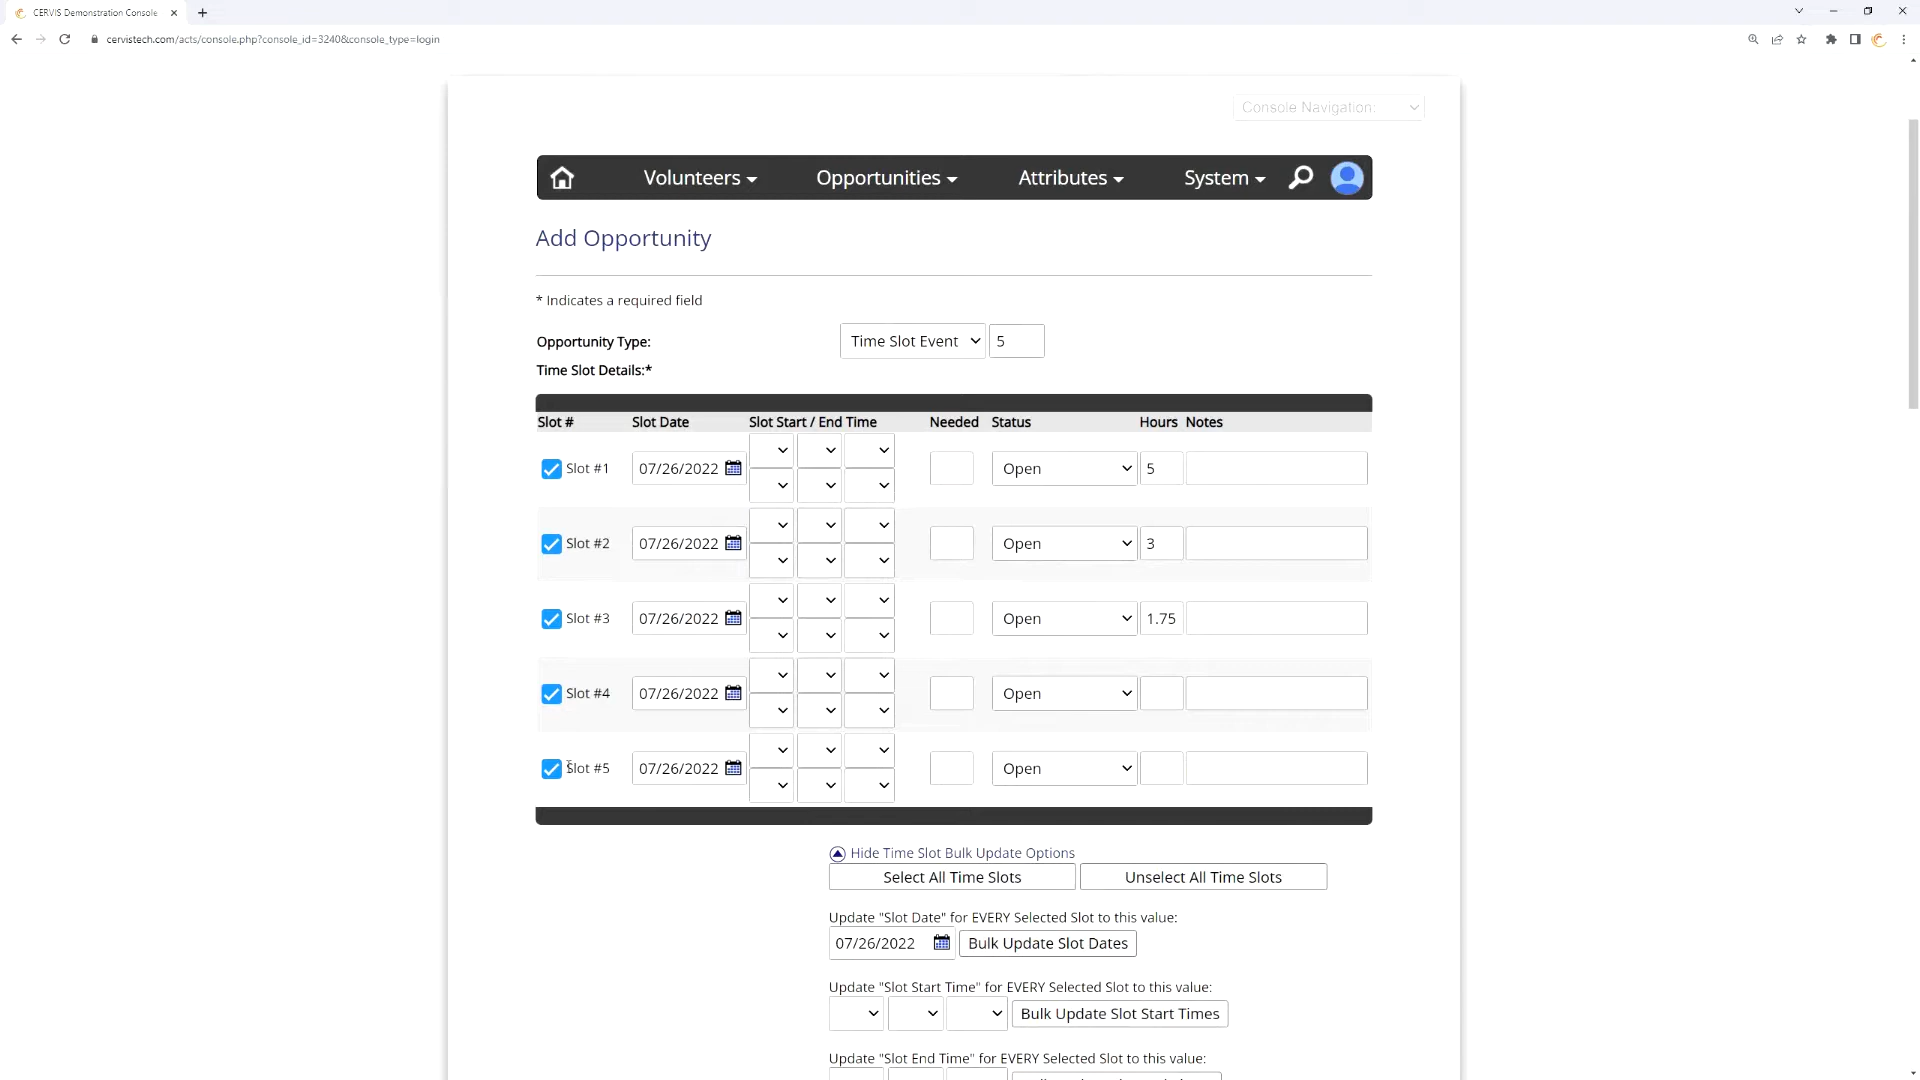 CERVIS Demonstration Console
cervistech.com/acts/console.php?console_id=3240&console_type=login
Console Navigation:
Volunteers Opportunities Attributes System
Add Opportunity
* Indicates a required field
Opportunity Type: Time Slot Event 5
Time Slot Details:*
Slot # Slot Date Slot Start / End Time Needed Status Hours Notes
Slot #1 07/26/2022 Open 5
Slot #2 07/26/2022 Open 3
Slot #3 07/26/2022 Open 1.75
Slot #4 07/26/2022 Open
Slot #5 07/26/2022 Open
Hide Time Slot Bulk Update Options
Select All Time Slots Unselect All Time Slots
Update "Slot Date" for EVERY Selected Slot to this value:
07/26/2022 Bulk Update Slot Dates
Update "Slot Start Time" for EVERY Selected Slot to this value:
Bulk Update Slot Start Times
Update "Slot End Time" for EVERY Selected Slot to this value: